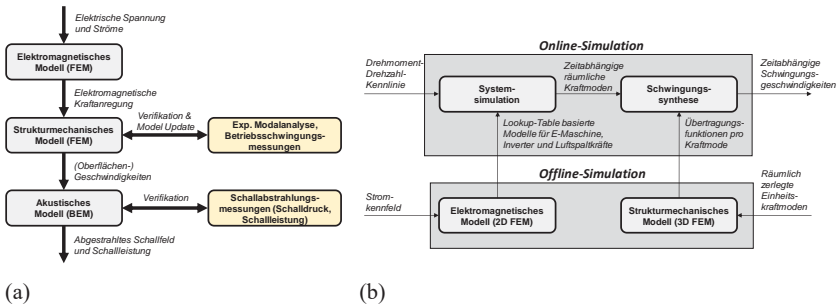 Elektrische Spannung
und Ströme
Elektromagnetisches
Modell (FEM)
Elektromagnetische
Kraftanregung
Verifikation &
Model Update
Strukturmechanisches
Modell (FEM)
Exp. Modalanalyse,
Betriebsschwingungs-
messungen
(Oberflächen-)
Geschwindigkeiten
Akustisches
Modell (BEM)
Verifikation
Schallabstrahlungs-
messungen (Schalldruck,
Schallleistung)
Abgestrahltes Schallfeld
und Schallleistung
(a)
Online-Simulation
Drehmoment-
Drehzahl-
Kennlinie
System-
simulation
Zeitabhängige
räumliche
Kraftmoden
Schwingungs-
synthese
Zeitabhängige
Schwingungs-
geschwindigkeiten
Lookup-Table basierte
Modelle für E-Maschine,
Inverter und Luftspaltkräfte
Übertragungs-
funktionen pro
Kraftmode
Offline-Simulation
Strom-
kennfeld
Elektromagnetisches
Modell (2D FEM)
Strukturmechanisches
Modell (3D FEM)
Räumlich
zerlegte
Einheits-
kraftmoden
(b)